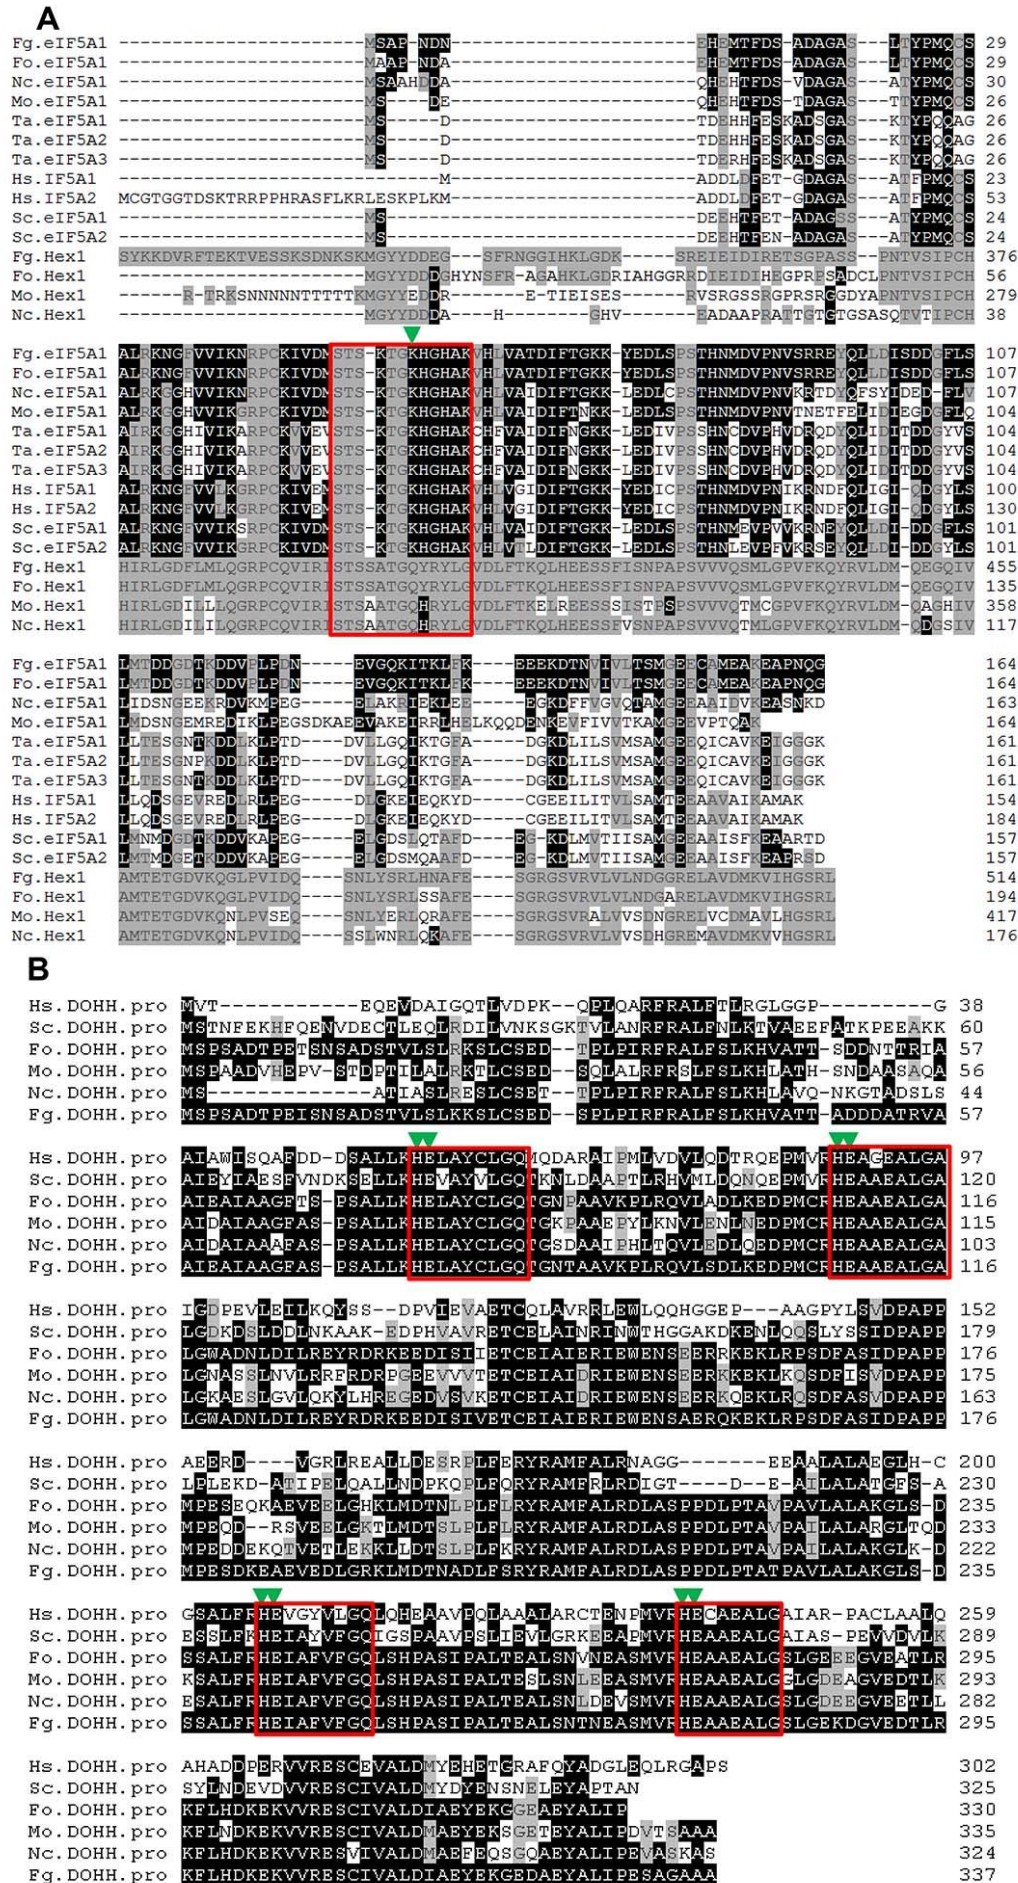 A
Fg.eIF5A1 ----------------------------------MSAP-NDN----------------------EHEMTFDS-ADAGAS---LTYPMQCS 29
Fo.eIF5A1 ----------------------------------MAAP-NDA----------------------EHEMTFDS-ADAGAS---LTYPMQCS 29
Nc.eIF5A1 ----------------------------------MSAAHDDA----------------------QHEHTFDS-VDAGAS---ATYPMQCS 30
Mo.eIF5A1 ----------------------------------MS----DE----------------------QHEHTFDS-TDAGAS---TTYPMQCS 26
Ta.eIF5A1 ----------------------------------MS----D-----------------------TDEHHFESKADSGAS---KTYPQQAG 26
Ta.eIF5A2 ----------------------------------MS----D-----------------------TDEHHFESKADSGAS---KTYPQQAG 26
Ta.eIF5A3 ----------------------------------MS----D-----------------------TDERHFESKADAGAS---KTYPQQAG 26
Hs.IF5A1 ---------------------------------------M-----------------------ADDLDFET-GDAGAS---ATFPMQCS 23
Hs.IF5A2 MCGTGGTDSKTRRPPHRASFLKRLESKPLKM-----------------------ADDLDFET-GDAGAS---ATYPMQCS 53
Sc.eIF5A1 ----------------------------------MS----------------------------DEEHTFET-ADAGSS---ATYPMQCS 24
Sc.eIF5A2 ----------------------------------MS----------------------------DEEHTFEN-ADAGAS---ATYPMQCS 24
Fg.Hex1 SYKKDVRFTEKTVESSKSDNKSKMGYYDDEG---SFRNGGIHKLGDK-----SREIEIDIRETSGPASS--PNTVSIPCH 376
Fo.Hex1 -----------------------MGYYDDDGHYNSFR-AGAHKLGDRIAHGGRRDIEIDIHEGPRPSADCLPNTVSIPCH 56
Mo.Hex1 ------R-TRKSNNNNNTTTTTKMGYYEDDR--------E-TIEISES------RVSRGSSRGPRSRGGDYAPNTVSIPCH 279
Nc.Hex1 -----------------------MGYYDDDA----H--------GHV-------EADAAPRATTGTGTGSASQTVTIPCH 38
Fg.eIF5A1 ALRKNGFVVIKNRPCKIVDMSTS-KTGKHGHAKVHLVATDIFTGKK-YEDLSPSTHNMDVPNVSRREYQLLDISDDGFLS 107
Fo.eIF5A1 ALRKNGFVVIKNRPCKIVDMSTS-KTGKHGHAKVHLVATDIFTGKK-YEDLSPSTHNMDVPNVSRREYQLLDISDDGFLS 107
Nc.eIF5A1 ALRKGGHVVIKNRPCKIVDMSTS-KTGKHGHAKVHLVAIDIFTGKK-LEDLCPSTHNMDVPNVKRTDYQFSYIDED-FLV 107
Mo.eIF5A1 ALRKGGHVVIKGRPCKIVDMSTS-KTGKHGHAKVHLVAIDIFTNKK-LEDLSPSTHNMDVPNVTNETFELIDIEGDGFLQ 104
Ta.eIF5A1 AIRKGGHIVIKARPCKVVEVSTS-KTGKHGHAKCHFVAIDIFNGKK-LEDIVPSSHNCDVPHVDRQDYQLIDITDDGYVS 104
Ta.eIF5A2 AIRKGGHIVIKARPCKVVEVSTS-KTGKHGHAKCHFVAIDIFNGKK-LEDIVPSSHNCDVPHVDRQDYQLIDITDDGYVS 104
Ta.eIF5A3 AIRKGGHIVIKARPCKVVEVSTS-KTGKHGHAKCHFVAIDIFNGKK-LEDIVPSSHNCDVPHVDRQDYQLIDITDDGYVS 104
Hs.IF5A1 ALRKNGFVVLKGRPCKIVEMSTS-KTGKHGHAKVHLVGIDIFTGKK-YEDICPSTHNMDVPNIKRNDFQLIGI-QDGYLS 100
Hs.IF5A2 ALRKNGFVVLKGRPCKIVEMSTS-KTGKHGHAKVHLVGIDIFTGKK-YEDICPSTHNMDVPNIKRNDFQLIGI-QDGYLS 130
Sc.eIF5A1 ALRKNGFVVIKSRPCKIVDMSTS-KTGKHGHAKVHLVAIDIFTGKK-LEDLSPSTHNMEVPVVKRNEYQLLDI-DDGFLS 101
Sc.eIF5A2 ALRKNGFVVIKGRPCKIVDMSTS-KTGKHGHAKVHLVTLDIFTGKK-LEDLSPSTHNLEVPFVKRSEYQLLDI-DDGYLS 101
Fg.Hex1 HIRLGDFLMLQGRPCQVIRISTSSATGQYRYLGVDLFTKQLHEESSFISNPAPSVVVQSMLGPVFKQYRVLDM-QEGQIV 455
Fo.Hex1 HIRLGDFLMLQGRPCQVIRISTSSATGQYRYLGVDLFTKQLHEESSFISNPAPSVVVQSMLGPVFKQYRVLDM-QEGQIV 135
Mo.Hex1 HIRLGDILLLQGRPCQVIRISTSAATGQHRYLGVDLFTKELREESSSISTPSPSVVVQTMCGPVFKQYRVLDM-QAGHIV 358
Nc.Hex1 HIRLGDILILQGRPCQVIRISTSAATGQHRYLGVDLFTKQLHEESSFVSNPAPSVVVQTMLGPVFKQYRVLDM-QDGSIV 117
Fg.eIF5A1 LMTDDGDTKDDVPLPDN-----EVGQKITKLFK----EEEKDTNVIVLTSMGEECAMEAKEAPNQG 164
Fo.eIF5A1 LMTDDGDTKDDVPLPDN-----EVGQKITKLFK----EEEKDTNVIVLTSMGEECAMEAKEAPNQG 164
Nc.eIF5A1 LIDSNGEEKRDVKMPEG-----ELAKRIEKLEE-----EGKDFFVGVQTAMGEEAAIDVKEASNKD 163
Mo.eIF5A1 LMDSNGEMREDIKLPEGSDKAEEVAKEIRRLHELKQQDENKEVFIVVTKAMGEEVPTQAK 164
Ta.eIF5A1 LLTESGNTKDDLKLPTD-----DVLLGQIKTGFA----DGKDLILSVMSAMGEEQICAVKEIGGGK 161
Ta.eIF5A2 LLTESGNPKDDLKLPTD-----DVLLGQIKTGFA----DGKDLILSVMSAMGEEQICAVKEIGGGK 161
Ta.eIF5A3 LLTESGNTKDDLKLPTD-----DVLLGQIKTGFA----DGKDLILSVMSAMGEEQICAVKEIGGGK 161
Hs.IF5A1 LLQDSGEVREDLRLPEG-----DLGKEIEQKYD-----CGEEILITVLSAMTEEAAVAIKAMAK 154
Hs.IF5A2 LLQDSGEVREDLRLPEG-----DLGKEIEQKYD-----CGEEILITVLSAMTEEAAVAIKAMAK 184
Sc.eIF5A1 LMNMDGDTKDDVKAPEG-----ELGDSLQTAFD----EG-KDLMVTIISAMGEEAAISFKEAARTD 157
Sc.eIF5A2 LMTMDGETKDDVKAPEG-----ELGDSMQAAFD----EG-KDLMVTIISAMGEEAAISFKEAPRSD 157
Fg.Hex1 AMTETGDVKQGLPVIDQ----SNLYSRLHNAFE----SGRGSVRVLVLNDGGRELAVDMKVIHGSRL 514
Fo.Hex1 AMTETGDVKQGLPVIDQ----SNLYSRLSSAFE----SGRGSVRVLVLNDGARELAVDMKVIHGSRL 194
Mo.Hex1 AMTETGDVKQNLPVSEQ----SNLYERLQRAFE----SGRGSVRALVVSDNGRELVCDMAVLHGSRL 417
Nc.Hex1 AMTETGDVKQNLPVIDQ----SSLWNRLQKAFE----SGRGSVRVLVVSDHGREMAVDMKVVHGSRL 176
B
Hs.DOHH.pro MVT-----------EQEVDAIGQTLVDPK--QPLQARFRALFTLRGLGGP---------G 38
Sc.DOHH.pro MSTNFEKHFQENVDECTLEQLRDILVNKSGKTVLANRFRALFNLKTVAEEFATKPEEAKK 60
Fo.DOHH.pro MSPSADTPETSNSADSTVLSLRKSLCSED--TPLPIRFRALFSLKHVATT-SDDNTTRIA 57
Mo.DOHH.pro MSPAADVHEPV-STDPTILALRKTLCSED--SQLALRFRSLFSLKHLATH-SNDAASAQA 56
Nc.DOHH.pro MS-----------ATIASLRESLCSET--TPLPIRFRALFSLKHLAVQ-NKGTADSLS 44
Fg.DOHH.pro MSPSADTPEISNSADSTVLSLKKSLCSED--SPLPIRFRALFSLKHVATT-ADDDATRVA 57
Hs.DOHH.pro AIAWISQAFDD-DSALLKHELAYCLGQMQDARAIPMLVDVLQDTRQEPMVRHEAGEALGA 97
Sc.DOHH.pro AIEYIAESFVNDKSELLKHEVAYVLGQTKNLDAAPTLRHVMLDQNQEPMVRHEAAEALGA 120
Fo.DOHH.pro AIEAIAAGFTS-PSALLKHELAYCLGQTGNPAAVKPLRQVLADLKEDPMCRHEAAEALGA 116
Mo.DOHH.pro AIDAIAAGFAS-PSALLKHELAYCLGQTGKPAAEPYLKNVLENLNEDPMCRHEAAEALGA 115
Nc.DOHH.pro AIDAIAAAFAS-PSALLKHELAYCLGQTGSDAAIPHLTQVLEDLQEDPMCRHEAAEALGA 103
Fg.DOHH.pro AIEAIAAGFAS-PSALLKHELAYCLGQTGNTAAVKPLRQVLSDLKEDPMCRHEAAEALGA 116
Hs.DOHH.pro IGDPEVLEILKQYSS--DPVIEVAETCQLAVRRLEWLQQHGGEP---AAGPYLSVDPAPP 152
Sc.DOHH.pro LGDKDSLDDLNKAAK-EDPHVAVRETCELAINRINWTHGGAKDKENLQQSLYSSIDPAPP 179
Fo.DOHH.pro LGWADNLDILREYRDRKEEDISIIETCEIAIERIEWENSEERRKEKLRPSDFASIDPAPP 176
Mo.DOHH.pro LGNASSLNVLRRFRDRPGEEVVVTETCEIAIDRIEWENSEERKKEKLKQSDFISVDPAPP 175
Nc.DOHH.pro LGKAESLGVLQKYLHREGEDVSVKETCEIAIDRIEWENSEERKQEKLRQSDFASVDPAPP 163
Fg.DOHH.pro LGWADNLDILREYRDRKEEDISIVETCEIAIERIEWENSAERQKEKLRPSDFASIDPAPP 176
Hs.DOHH.pro AEERD----VGRLREALLDESRPLFERYRAMFALRNAGG-------EEAALALAEGLH-C 200
Sc.DOHH.pro LPLEKD-ATIPELQALLNDPKQPLFQRYRAMFRLRDIGT----D--E-AILALATGFS-A 230
Fo.DOHH.pro MPESEQKAEVEELGHKLMDTNLPLFLRYRAMFALRDLASPPDLPTAVPAVLALAKGLS-D 235
Mo.DOHH.pro MPEQD--RSVEELGKTLMDTSLPLFLRYRAMFALRDLASPPDLPTAVPAILALARGLTQD 233
Nc.DOHH.pro MPEDDEKQTVETLEKKLLDTSLPLFKRYRAMFALRDLASPPDLPTAVPAILALAKGLK-D 222
Fg.DOHH.pro MPESDKEAEVEDLGRKLMDTNADLFSRYRAMFALRDLASPPDLPTATPAVLALAKGLS-D 235
Hs.DOHH.pro GSALFRHEVGYVLGQLQHEAAVPQLAAALARCTENPMVRHECAEALGAIAR-PACLAALQ 259
Sc.DOHH.pro ESSLFKHEIAYVFGQIGSPAAVPSLIEVLGRKEEAPMVRHEAAEALGAIAS-PEVVDVLK 289
Fo.DOHH.pro SSALFRHEIAFVFGQLSHPASIPALTEALSNVNEASMVRHEAAEALGSLGEEEGVEATLR 295
Mo.DOHH.pro KSALFRHEIAFVFGQLSHPASIPALTESLSNLEEASMVRHEAAEALGGLGDEAGVEDTLK 293
Nc.DOHH.pro ESALFRHEIAFVFGQLSHPASIPALTEALSNLDEVSMVRHEAAEALGSLGDEEGVEETLL 282
Fg.DOHH.pro SSALFRHEIAFVFGQLSHPASIPALTEALSNTNEASMVRHEAAEALGSLGEKDGVEDTLR 295
Hs.DOHH.pro AHADDPERVVRESCEVALDMYEHETGRAFQYADGLEQLRGAPS 302
Sc.DOHH.pro SYLNDEVDVVRESCIVALDMYDYENSNELEYAPTAN 325
Fo.DOHH.pro KFLHDKEKVVRESCIVALDIAEYEKGGEAEYALIP 330
Mo.DOHH.pro KFLNDKEKVVRESCIVALDMAEYEKSGETEYALIPDVTSAAA 335
Nc.DOHH.pro KFLHDKEKVVRESVIVALDMAEFEQSGQAEYALIPEVASKAS 324
Fg.DOHH.pro KFLHDKEKVVRESCIVALDIAEYEKGEDAEYALIPESAGAAA 337